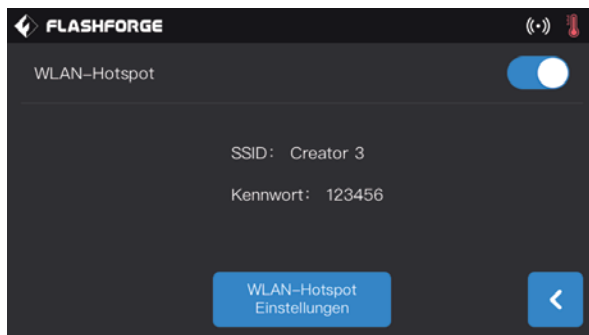 FLASHFORGE
WLAN-Hotspot
SSID: Creator 3
Kennwort: 123456
WLAN-Hotspot
Einstellungen